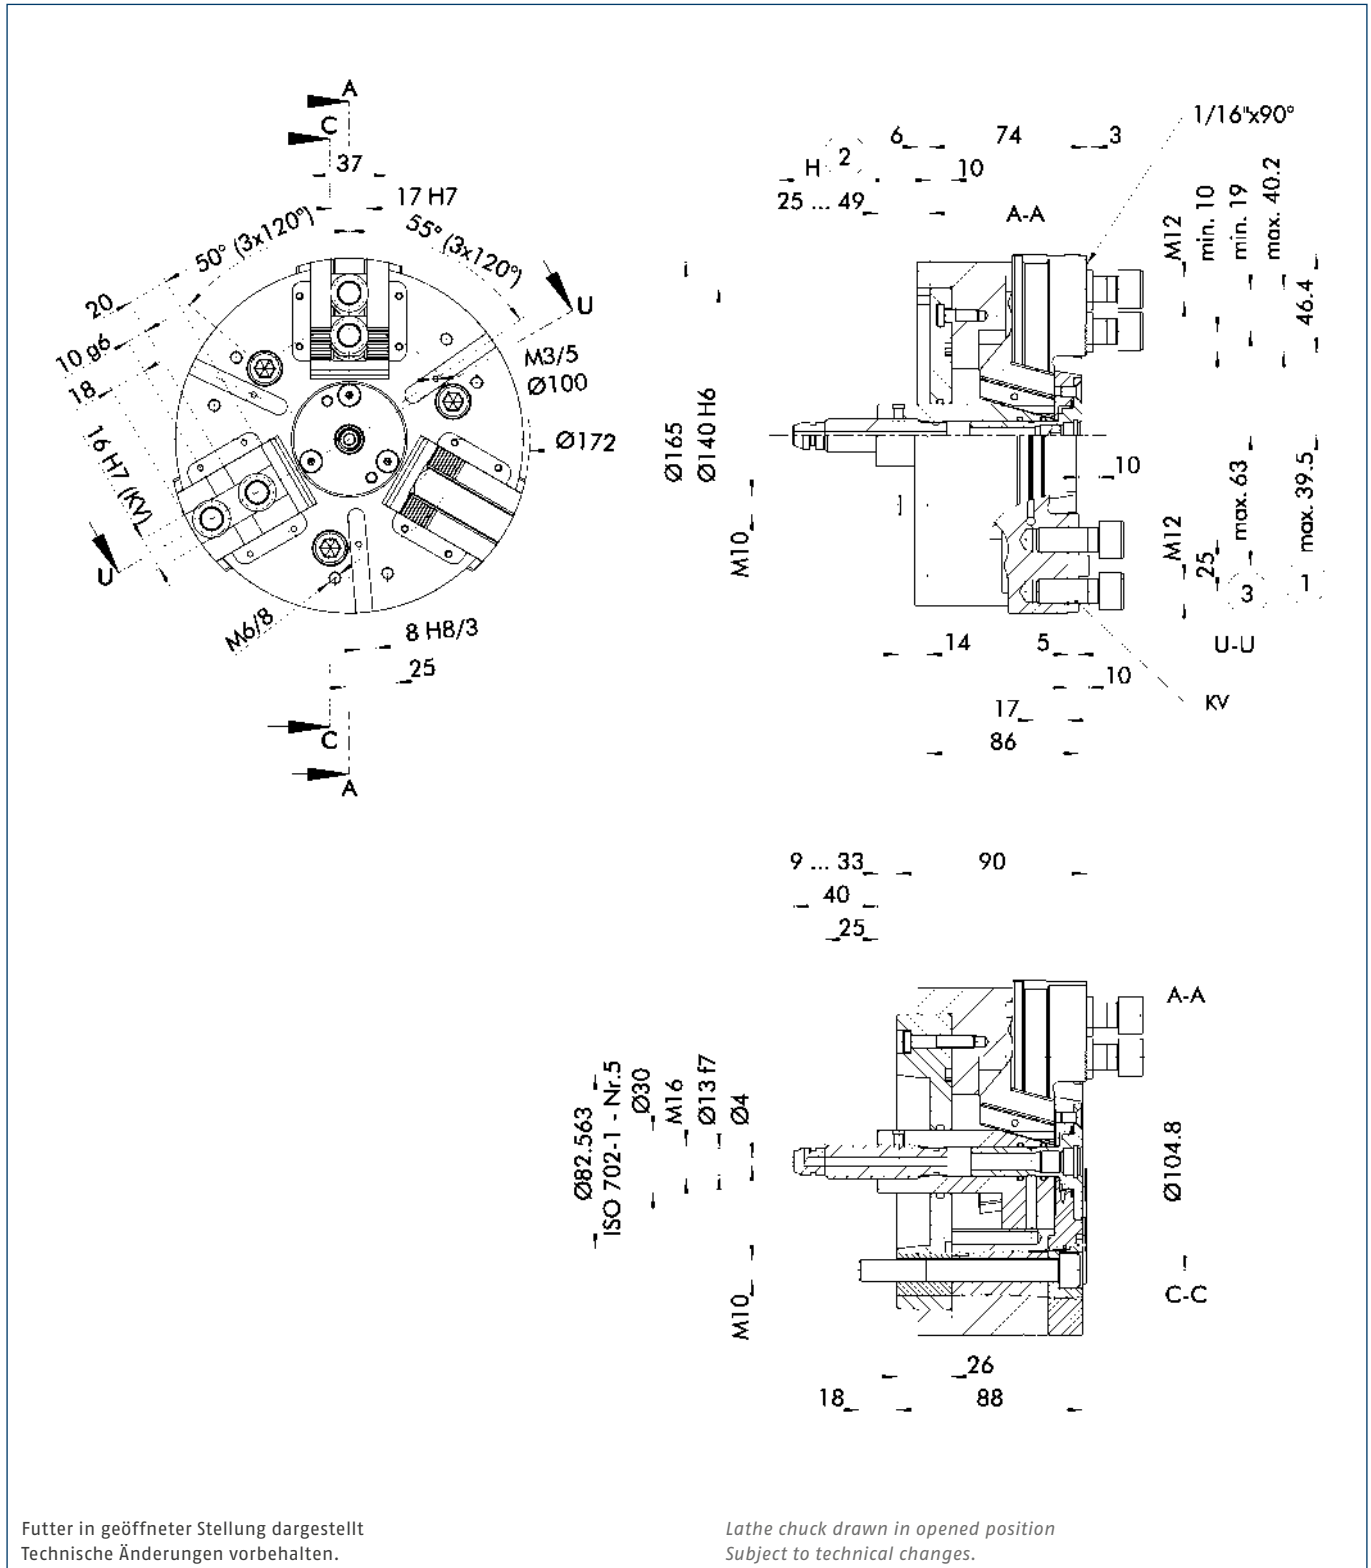 A
C
37
17 H7
50° (3x120°)
55° (3x120°)
U
20
10 g6
18
16 H7 (KV)
M3/5
Ø100
Ø172
U
M6/8
8 H8/3
25
C
A
1/16"x90°
6
74
3
H
2
10
25 ... 49
A-A
M12
min. 10
min. 19
max. 40.2
46.4
Ø165
Ø140 H6
10
M10
M12
25
max. 63
max. 39.5
3
1
14
5
U-U
10
KV
17
86
9 ... 33
90
40
25
A-A
Ø82.563
ISO 702-1 - Nr.5
Ø30
M16
Ø13 f7
Ø4
Ø104.8
M10
C-C
26
18
88
Futter in geöffneter Stellung dargestellt
Technische Änderungen vorbehalten.
Lathe chuck drawn in opened position
Subject to technical changes.